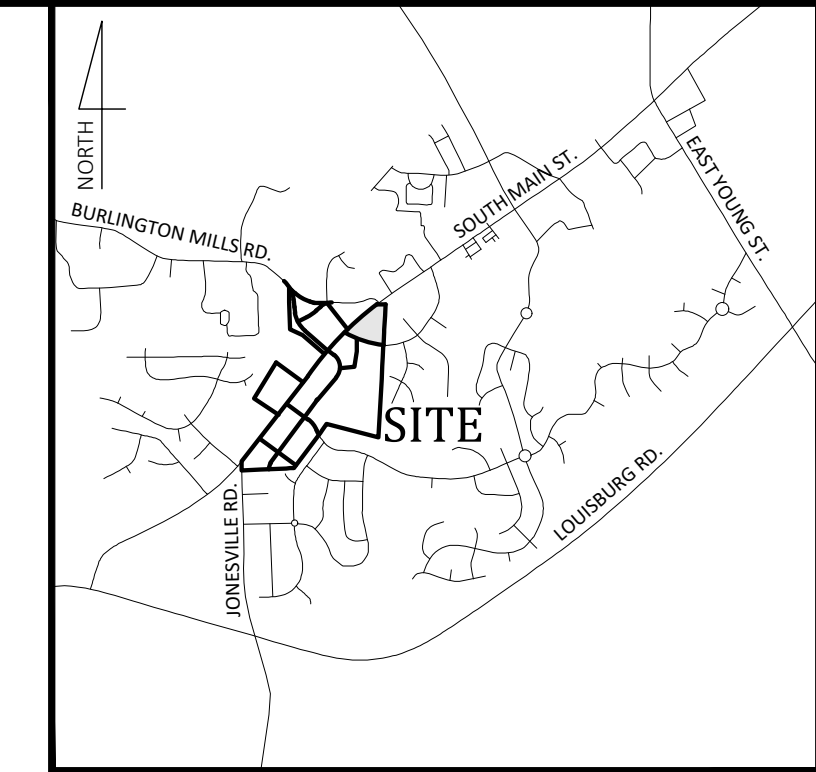 NORTH
BURLINGTON MILLS RD.
SOUTH MAIN ST.
EAST YOUNG ST.
SITE
LOUISBURG RD.
JONESVILLE RD.